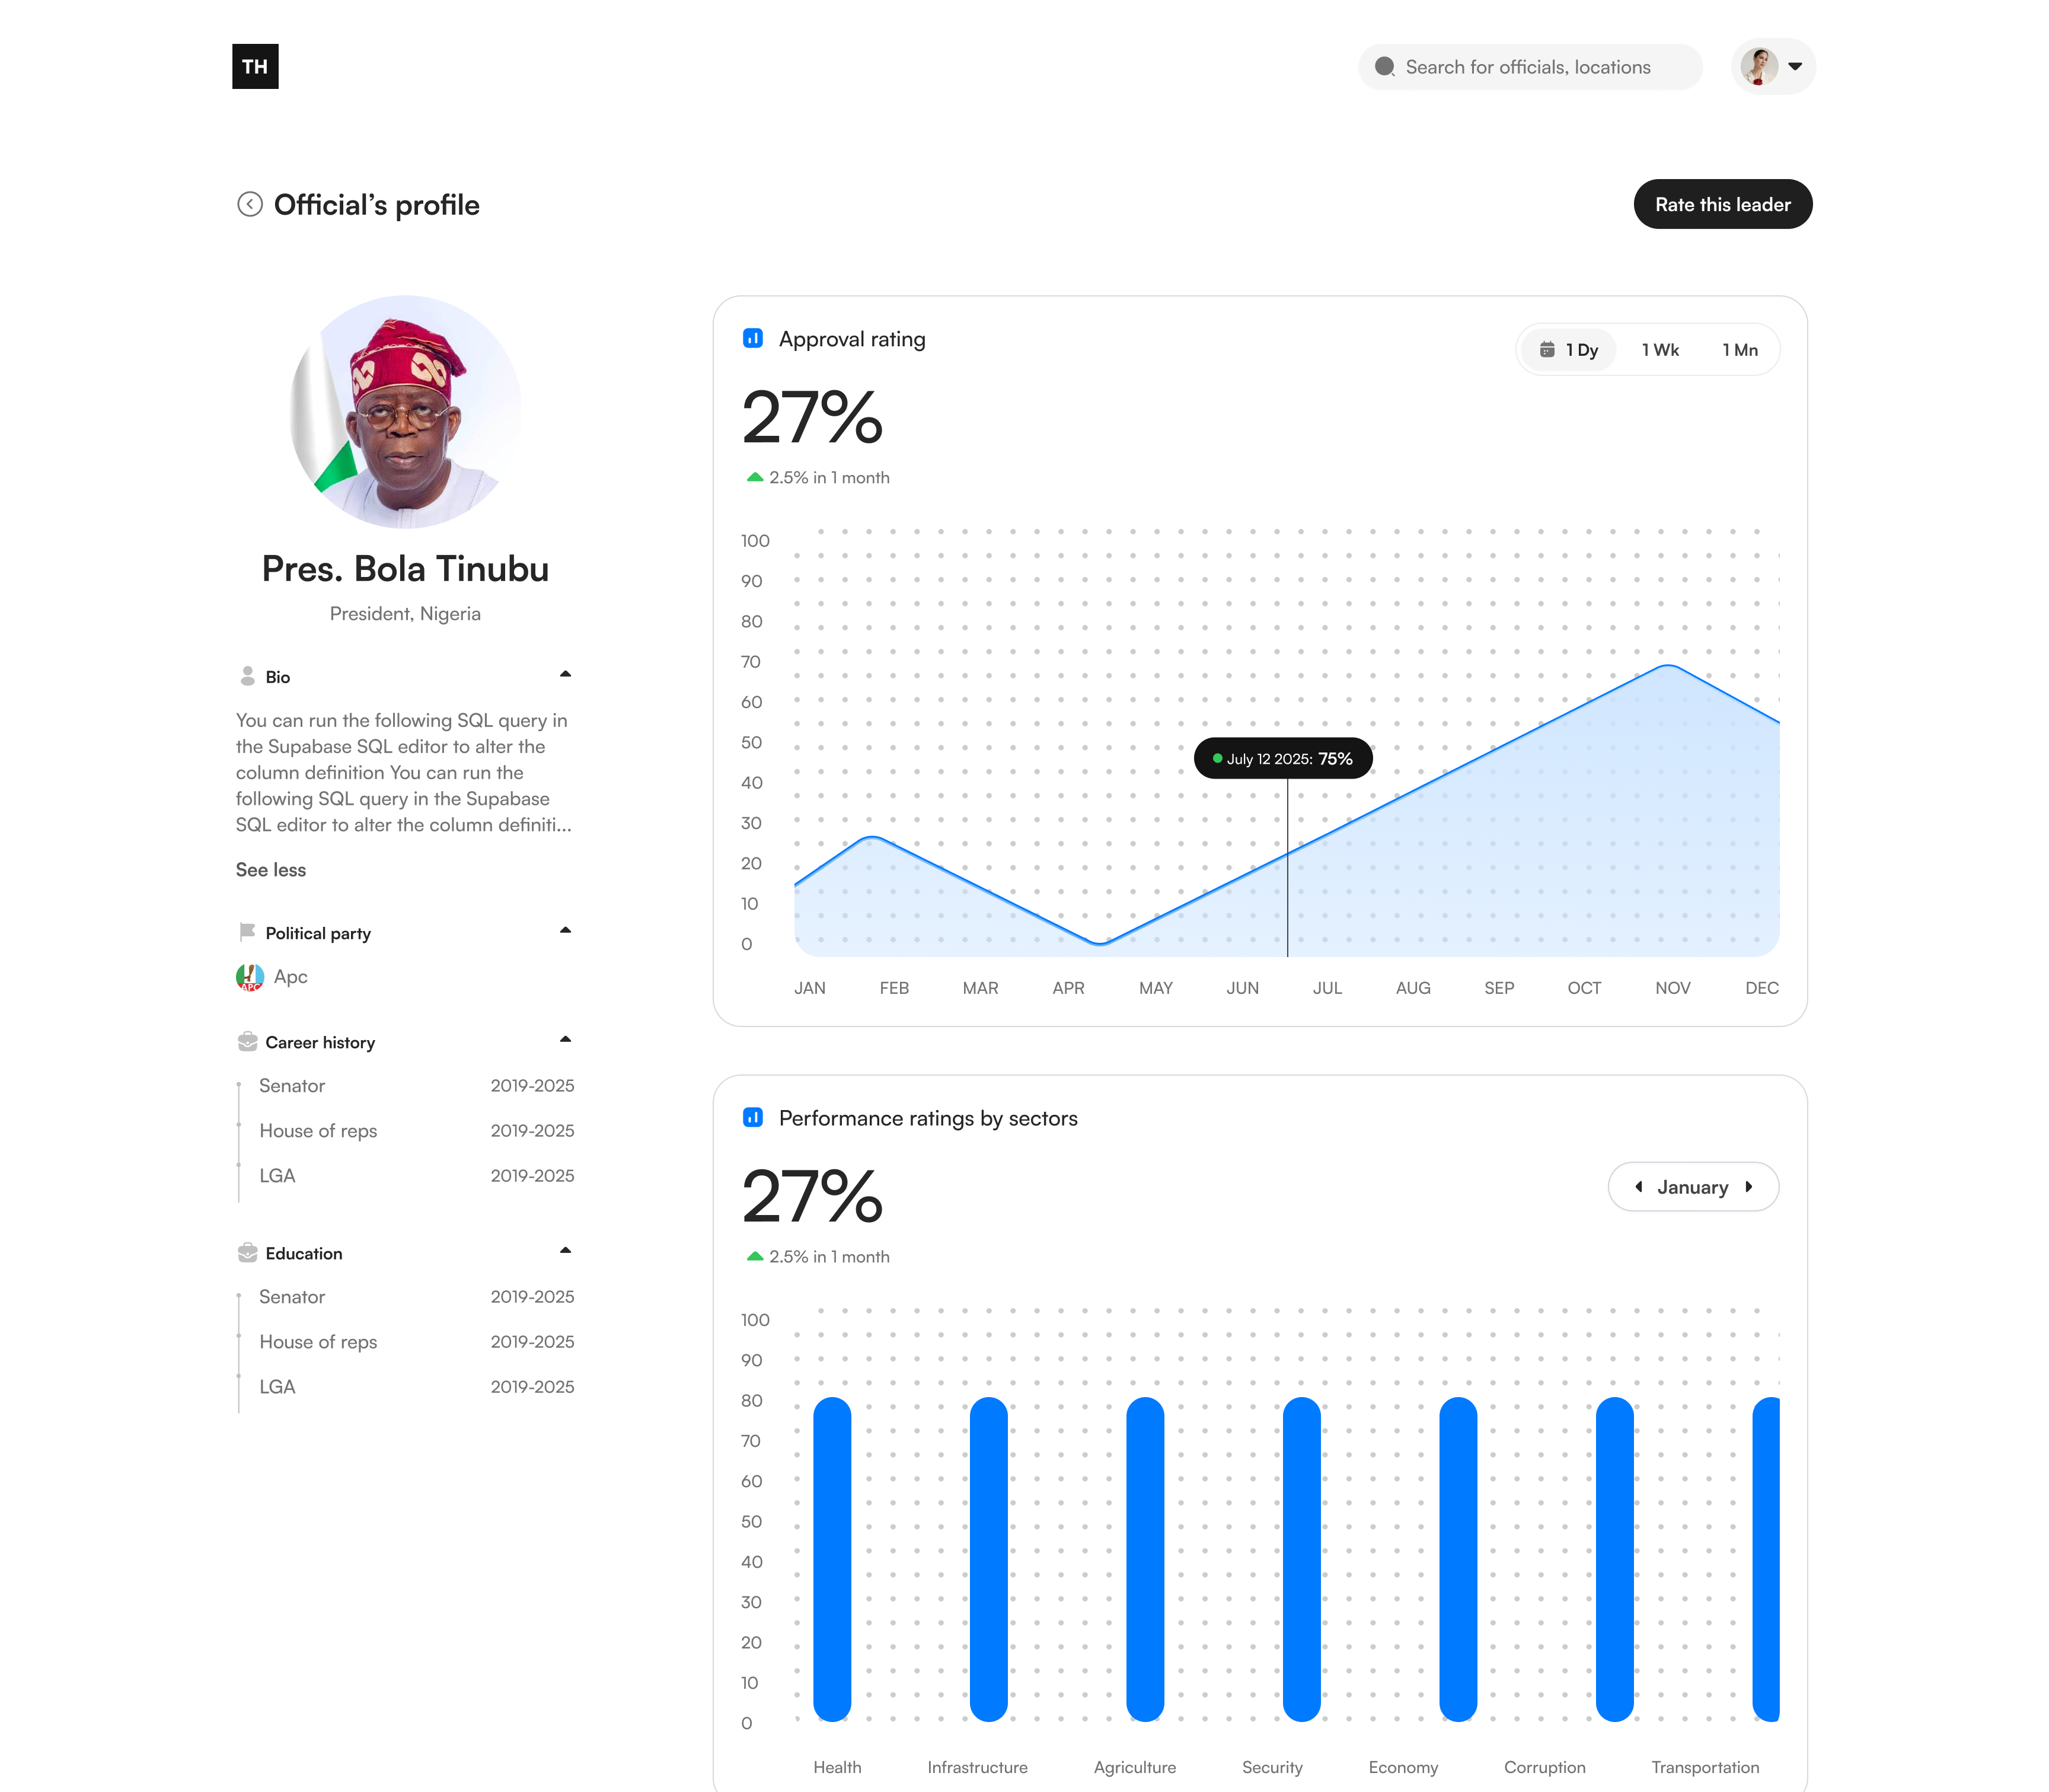 TH
Search for officials, locations
Official’s profile
Rate this leader
Pres. Bola Tinubu
President, Nigeria
Bio
You can run the following SQL query in
the Supabase SQL editor to alter the
column definition You can run the
following SQL query in the Supabase
SQL editor to alter the column definiti...
See less
Political party
APC
Apc
Career history
Senator 2019-2025
House of reps 2019-2025
LGA 2019-2025
Education
Senator 2019-2025
House of reps 2019-2025
LGA 2019-2025
Approval rating
1 Dy 1 Wk 1 Mn
27%
2.5% in 1 month
100
90
80
70
60
50
40
30
20
10
0
July 12 2025: 75%
JAN FEB MAR APR MAY JUN JUL AUG SEP OCT NOV DEC
Performance ratings by sectors
27%
January
2.5% in 1 month
100
90
80
70
60
50
40
30
20
10
0
Health Infrastructure Agriculture Security Economy Corruption Transportation